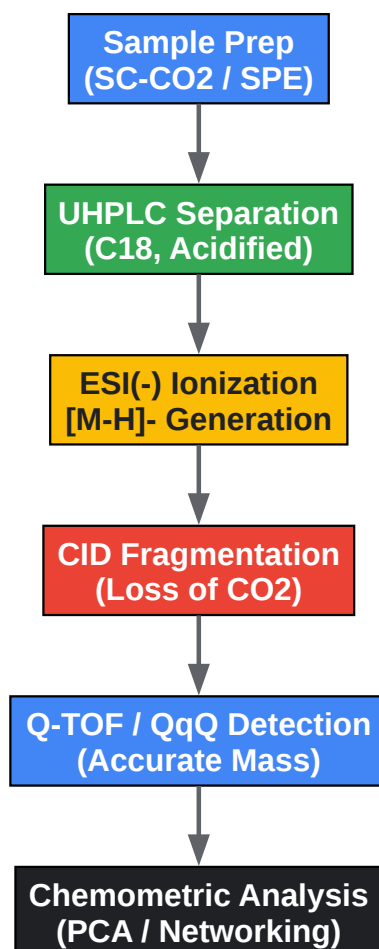 Sample Prep
(SC-CO2 / SPE)
UHPLC Separation
(C18, Acidified)
ESI(-) Ionization
[M-H]- Generation
CID Fragmentation
(Loss of CO2)
Q-TOF / QqQ Detection
(Accurate Mass)
Chemometric Analysis
(PCA / Networking)